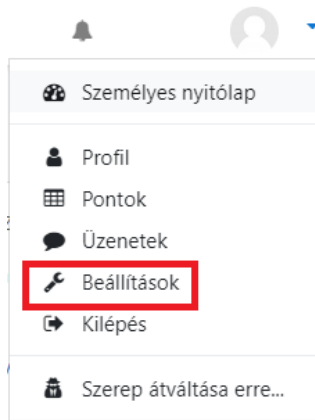 Személyes nyitólap
Profil
Pontok
Üzenetek
Beállítások
Kilépés
Szerep átváltása erre...